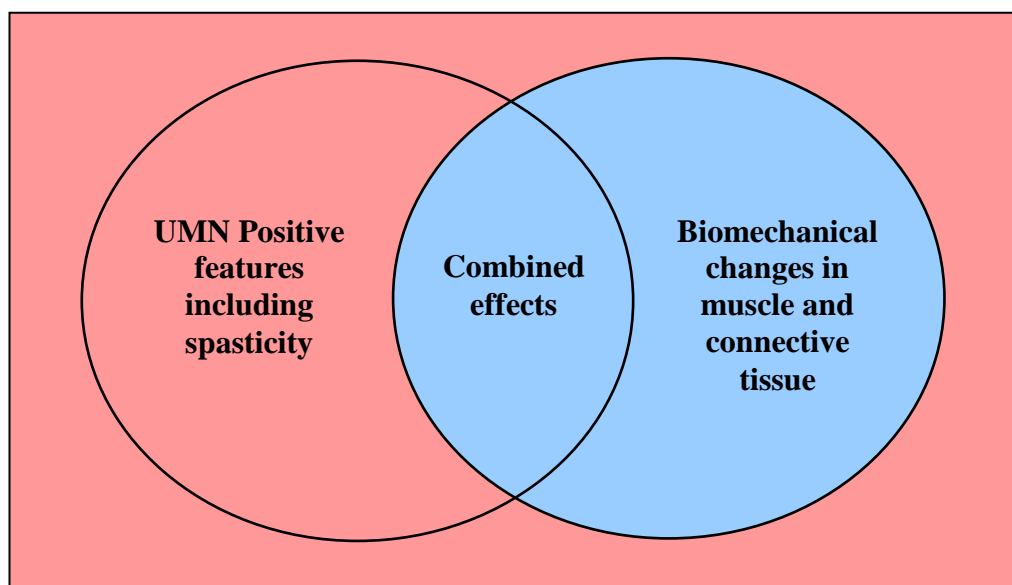 UMN Positive
features
including
spasticity
Combined
effects
Biomechanical
changes in
muscle and
connective
tissue